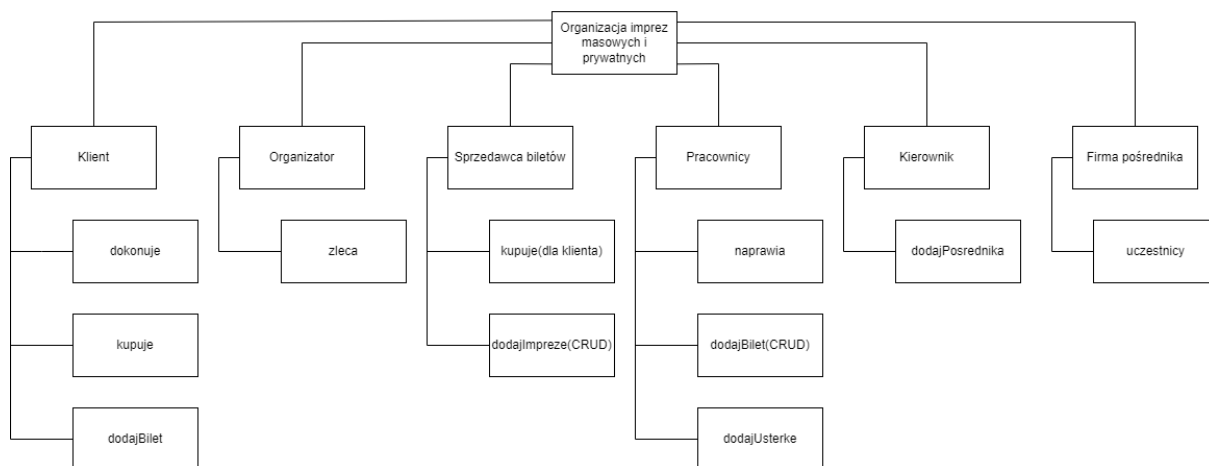 Organizacja imprez
masowych i
prywatnych
Klient
Organizator
Sprzedawca biletów
Pracownicy
Kierownik
Firma pośrednika
dokonuje
zleca
kupuje(dla klienta)
naprawia
dodajPosrednika
uczestnicy
kupuje
dodajImpreze(CRUD)
dodajBilet(CRUD)
dodajBilet
dodajUsterke